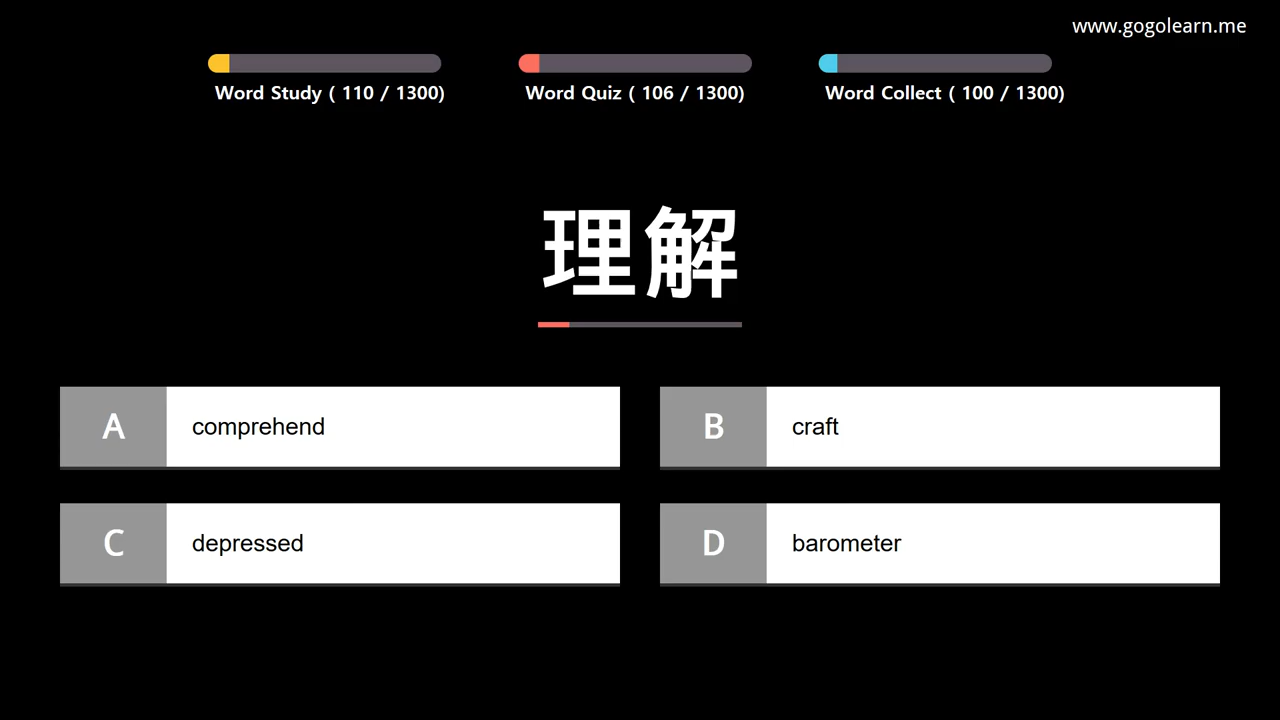 www.gogolearn.me
Word Study ( 110 / 1300)
Word Quiz ( 106 / 1300)
Word Collect ( 100 / 1300)
理解
A comprehend
B craft
C depressed
D barometer